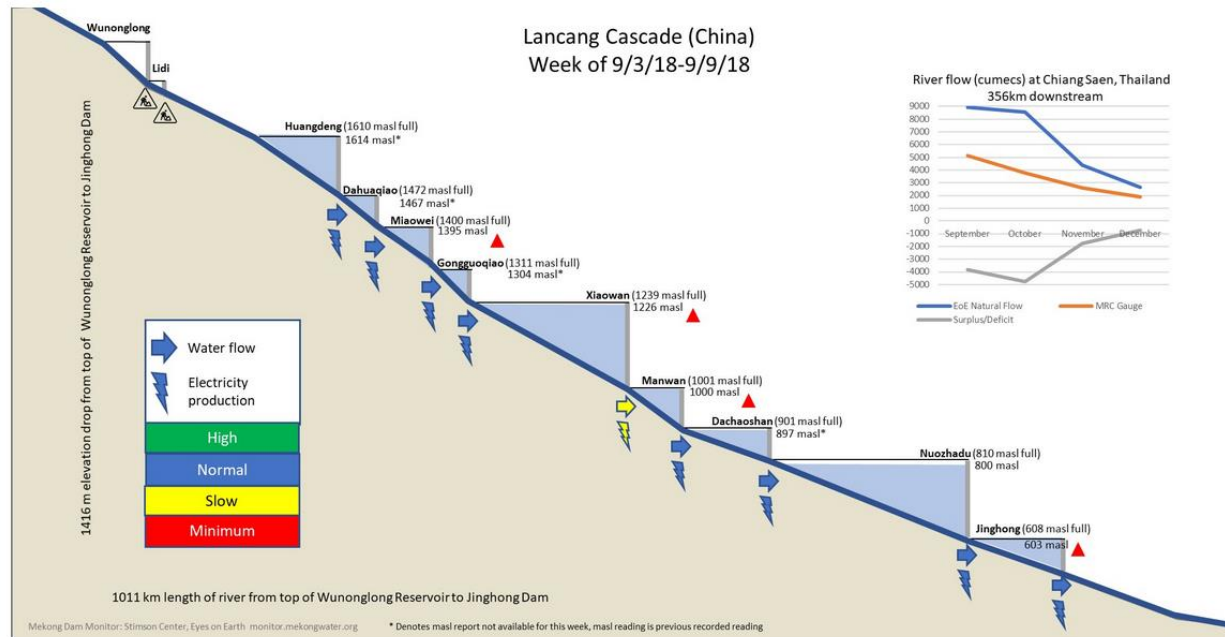 Lancang Cascade (China)
Week of 9/3/18-9/9/18
Wunonglong
Lidi
Huangdeng (1610 masl full)
1614 masl*
Dahuaqiao (1472 masl full)
1467 masl*
Miaowei (1400 masl full)
1395 masl
Gongguoqiao (1311 masl full)
1304 masl*
Xiaowan (1239 masl full)
1226 masl
Manwan (1001 masl full)
1000 masl
Dachaoshan (901 masl full)
897 masl*
Nuozhadu (810 masl full)
800 masl
Jinghong (608 masl full)
603 masl
River flow (cumecs) at Chiang Saen, Thailand
356km downstream
9000
8000
7000
6000
5000
4000
3000
2000
1000
0
-1000
-2000
-3000
-4000
-5000
September October November December
EoE Natural Flow MRC Gauge
Surplus/Deficit
1416 m elevation drop from top of Wunonglong Reservoir to Jinghong Dam
Water flow
Electricity
production
High
Normal
Slow
Minimum
1011 km length of river from top of Wunonglong Reservoir to Jinghong Dam
Mekong Dam Monitor: Stimson Center, Eyes on Earth monitor.mekongwater.org
* Denotes masl report not available for this week, masl reading is previous recorded reading